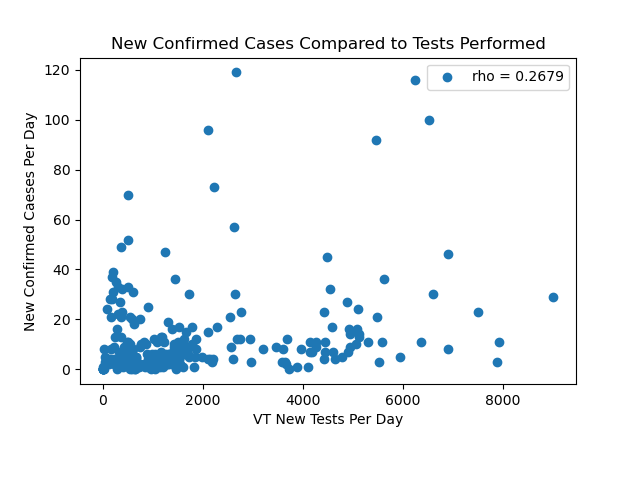 New Confirmed Cases Compared to Tests Performed
rho = 0.2679
120
100
80
60
40
20
0
New Confirmed Caeses Per Day
0 2000 4000 6000 8000
VT New Tests Per Day